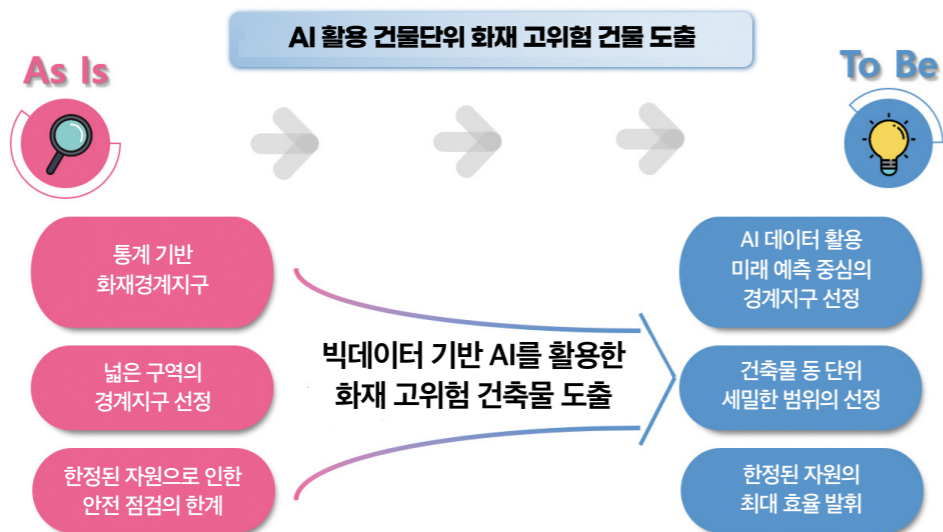 AI 활용 건물단위 화재 고위험 건물 도출
As Is
To Be
통계 기반
화재경계지구
넓은 구역의
경계지구 선정
한정된 자원으로 인한
안전 점검의 한계
빅데이터 기반 AI를 활용한
화재 고위험 건축물 도출
AI 데이터 활용
미래 예측 중심의
경계지구 선정
건축물 동 단위
세밀한 범위의 선정
한정된 자원의
최대 효율 발휘